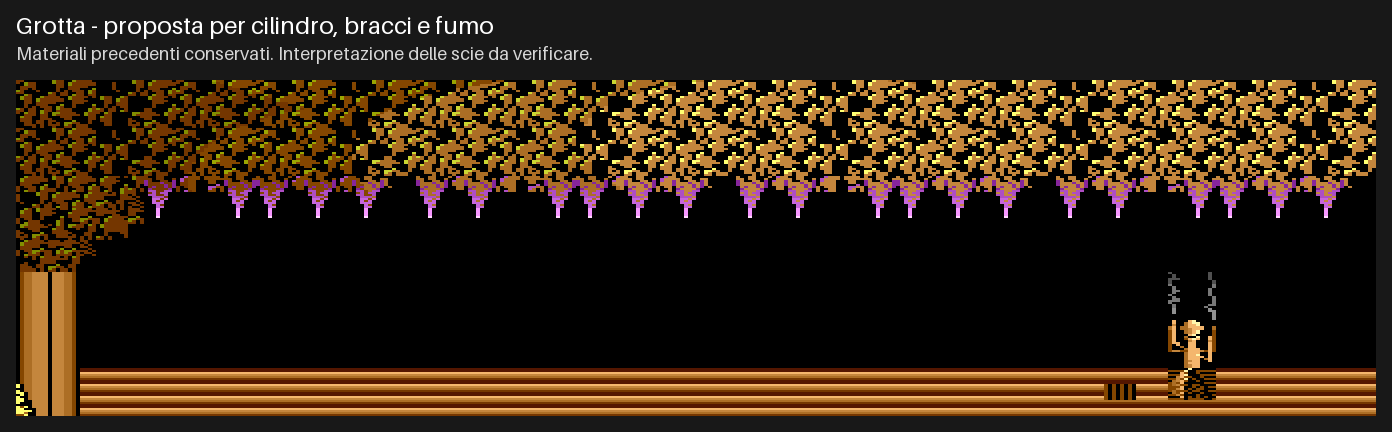 Grotta - proposta per cilindro, bracci e fumo
Materiali precedenti conservati. Interpretazione delle scie da verificare.